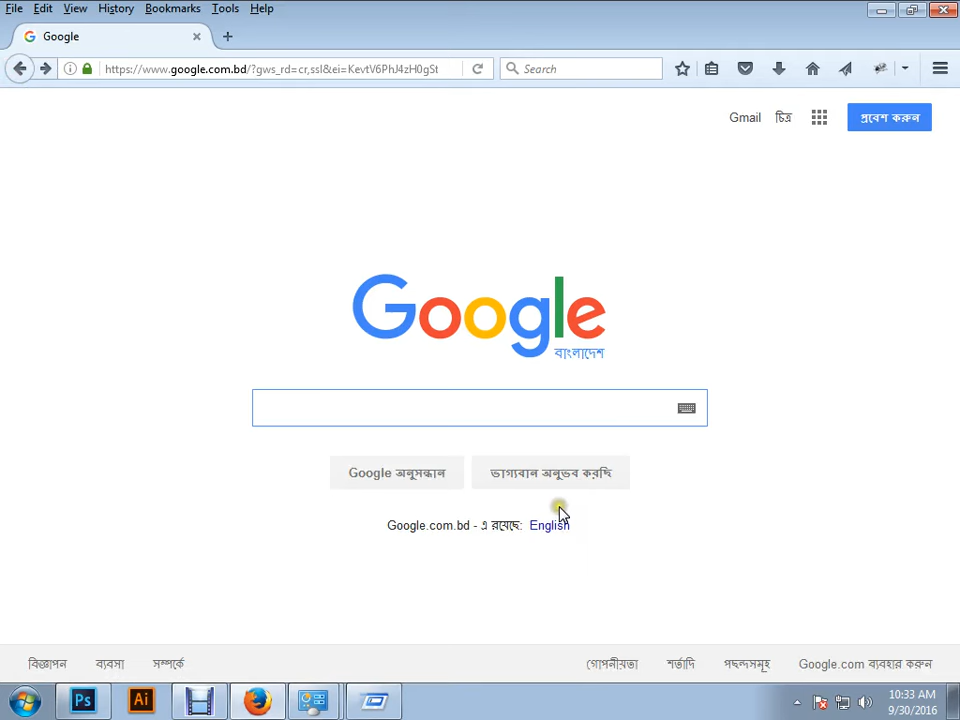 File Edit View History Bookmarks Tools Help
Google
https://www.google.com.bd/?gws_rd=cr,ssl&ei=KevtV6PhJ4zH0gSt
Search
Gmail চিত্র প্রবেশ করুন
Google
বাংলাদেশ
Google অনুসন্ধান ভাগ্যবান অনুভব করছি
Google.com.bd - এ রয়েছে: English
বিজ্ঞাপন ব্যবসা সম্পর্কে গোপনীয়তা শর্তাদি পছন্দসমূহ Google.com ব্যবহার করুন
Ps Ai
10:33 AM
9/30/2016